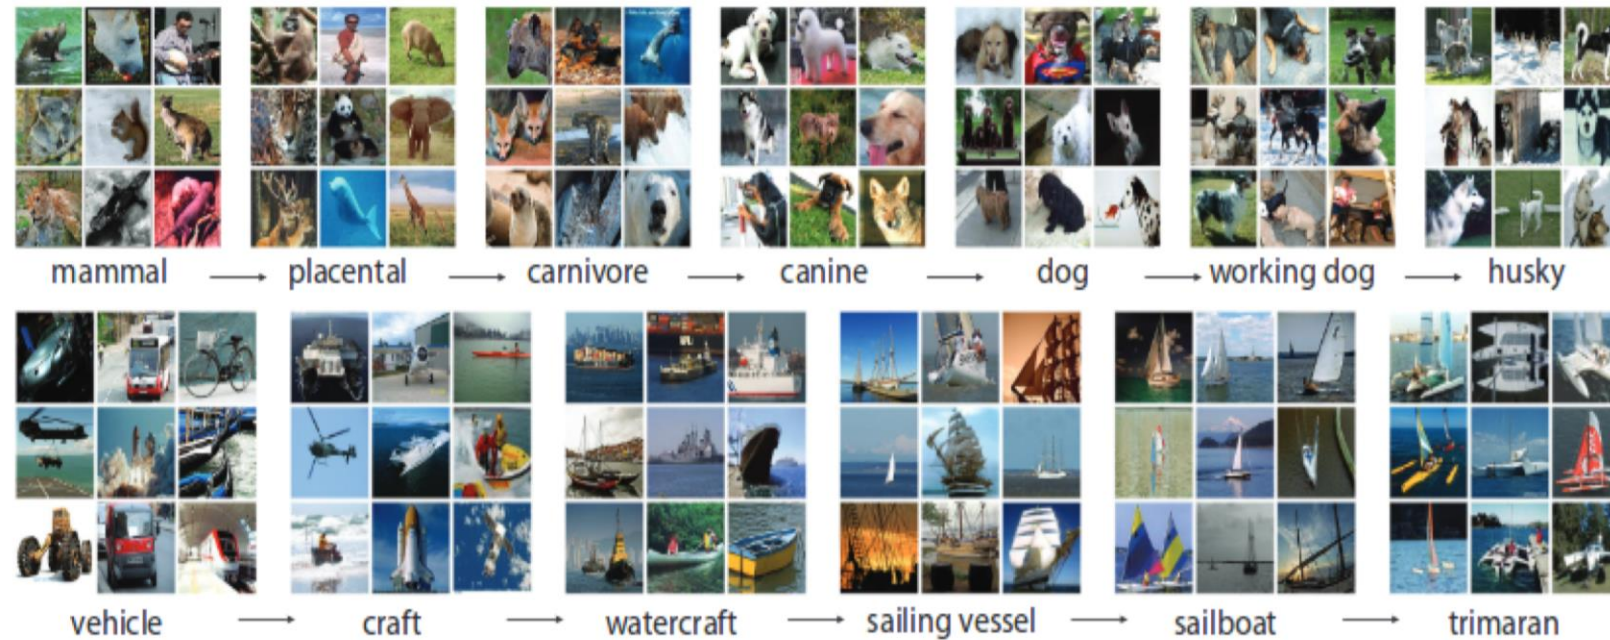 mammal → placental → carnivore → canine → dog → working dog → husky
vehicle → craft → watercraft → sailing vessel → sailboat → trimaran